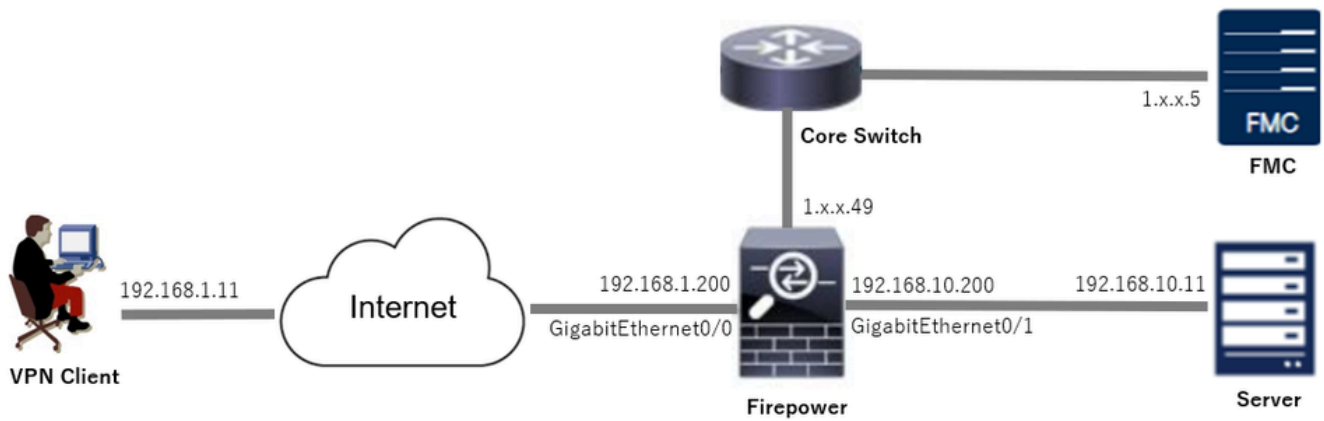 1.x.x.5
FMC
Core Switch
FMC
1.x.x.49
192.168.1.11
Internet
192.168.1.200
192.168.10.200
192.168.10.11
GigabitEthernet0/0
GigabitEthernet0/1
VPN Client
Firepower
Server